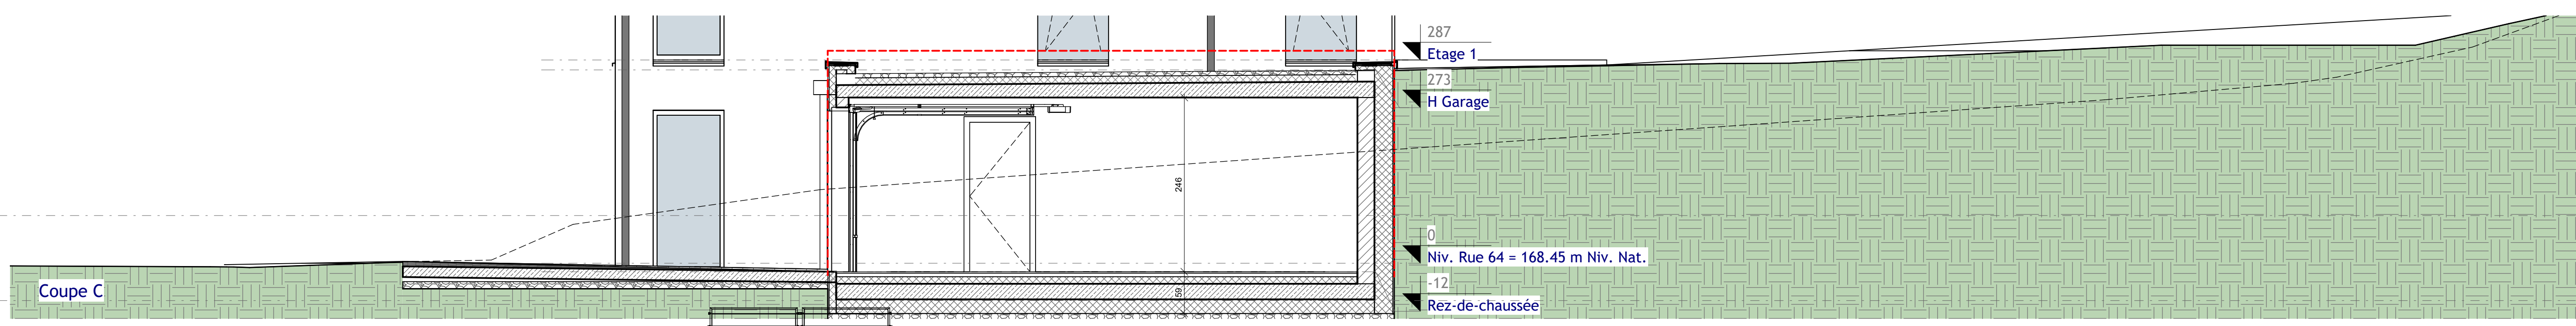 287
Etage 1
273
H Garage
246
0
Niv. Rue 64 = 168.45 m Niv. Nat.
Coupe C
-12
59
Rez-de-chaussée